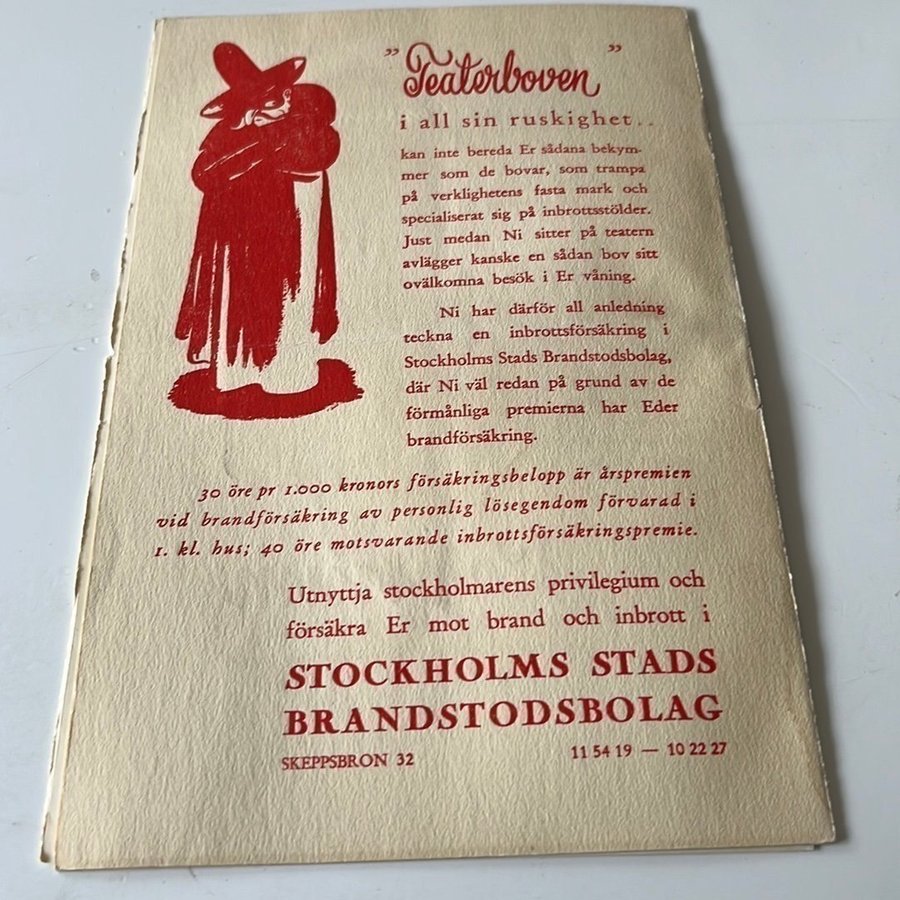 ”Teaterboven”
i all sin ruskighet..
kan inte bereda Er sådana bekym-
mer som de bovar, som trampa
på verklighetens fasta mark och
specialiserat sig på inbrottsstölder.
Just medan Ni sitter på teatern
avlägger kanske en sådan bov sitt
ovälkomna besök i Er våning.
Ni har därför all anledning
teckna en inbrottsförsäkring i
Stockholms Stads Brandstodsbolag,
där Ni väl redan på grund av de
förmånliga premierna har Eder
brandförsäkring.
30 öre pr 1.000 kronors försäkringsbelopp är årspremien
vid brandförsäkring av personlig lösegendom förvarad i
1. kl. hus; 40 öre motsvarande inbrottsförsäkringspremie.
Utnyttja stockholmarens privilegium och
försäkra Er mot brand och inbrott i
STOCKHOLMS STADS
BRANDSTODSBOLAG
SKEPPSBRON 32 11 54 19 — 10 22 27